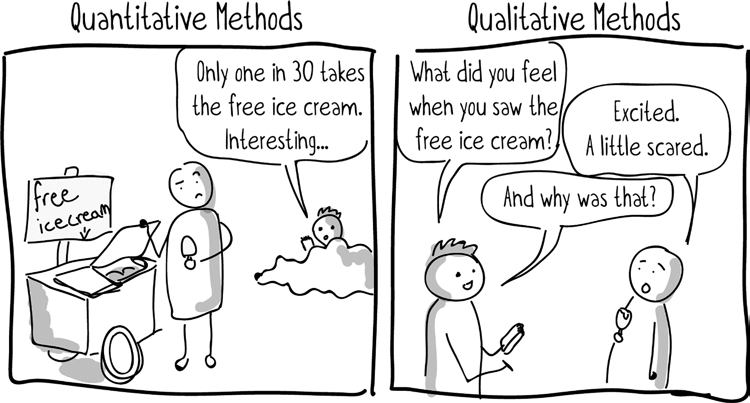 Quantitative Methods
Only one in 30 takes
the free ice cream.
Interesting...
free
icecream
Qualitative Methods
What did you feel
when you saw the
free ice cream?
Excited.
A little scared.
And why was that?